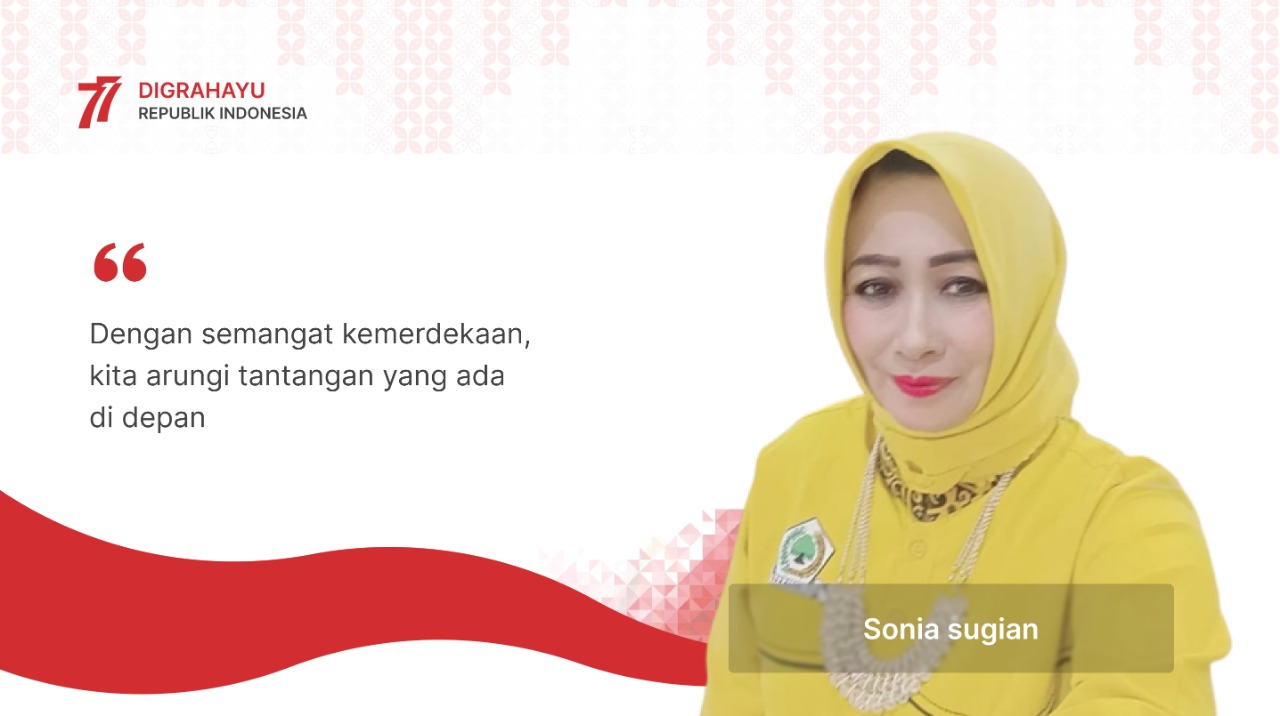 77
DIGRAHAYU
REPUBLIK INDONESIA
“
Dengan semangat kemerdekaan,
kita arungi tantangan yang ada
di depan
Sonia sugian